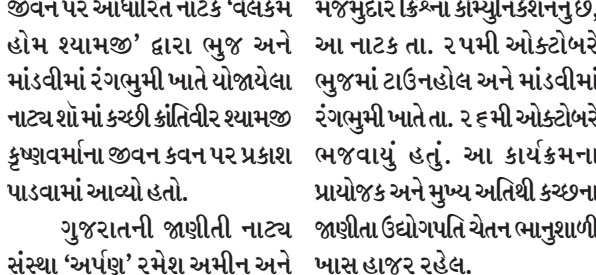 જીવન પર આધારિત નાટક ‘વેલકમ
હોમ શ્યામજી’ દ્વારા ભુજ અને
માંડવીમાં રંગભુમી ખાતે યોજાયેલા
નાટ્ય શૉ માં કચ્છી ક્રાંતિવીર શ્યામજી
કૃષ્ણવર્માના જીવન કવન પર પ્રકાશ
પાડવામાં આવ્યો હતો.
ગુજરાતની જાણીતી નાટ્ય
સંસ્થા ‘અર્પણ’ રમેશ અમીન અને
મજમુદાર ક્રિશ્ના કોમ્યુનિકેશનનું છે,
આ નાટક તા. ૨૫મી ઓક્ટોબરે
ભુજમાં ટાઉનહોલ અને માંડવીમાં
રંગભુમી ખાતે તા. ૨૬મી ઓક્ટોબરે
ભજવાયું હતું. આ કાર્યક્રમના
પ્રાયોજક અને મુખ્ય અતિથી કચ્છના
જાણીતા ઉદ્યોગપતિ ચેતન ભાનુશાળી
ખાસ હાજર રહેલ.